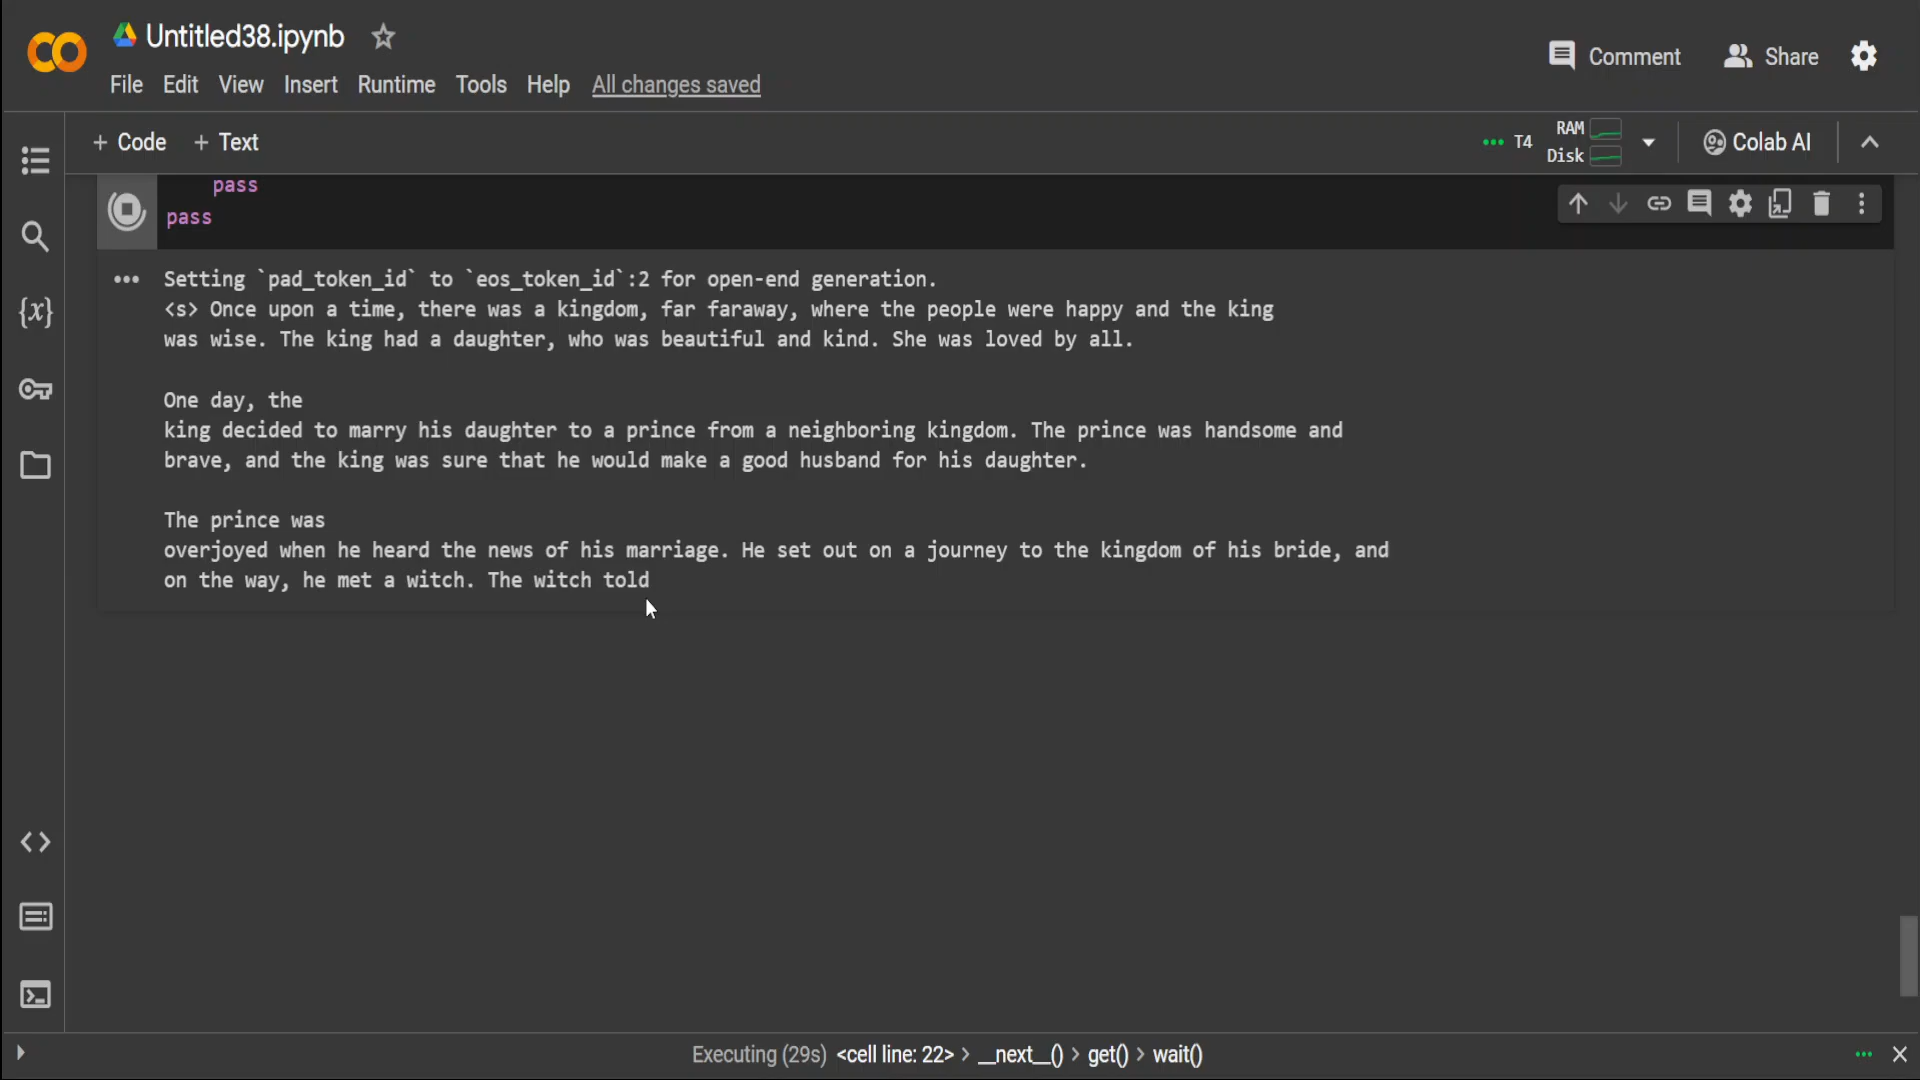 Untitled38.ipynb
Comment
Share
File Edit View Insert Runtime Tools Help All changes saved
+ Code + Text
T4
RAM
Disk
Colab AI
pass
pass
Setting `pad_token_id` to `eos_token_id`:2 for open-end generation.
<s> Once upon a time, there was a kingdom, far faraway, where the people were happy and the king
was wise. The king had a daughter, who was beautiful and kind. She was loved by all.
One day, the
king decided to marry his daughter to a prince from a neighboring kingdom. The prince was handsome and
brave, and the king was sure that he would make a good husband for his daughter.
The prince was
overjoyed when he heard the news of his marriage. He set out on a journey to the kingdom of his bride, and
on the way, he met a witch. The witch told
Executing (29s) <cell line: 22> > __next__() > get() > wait()